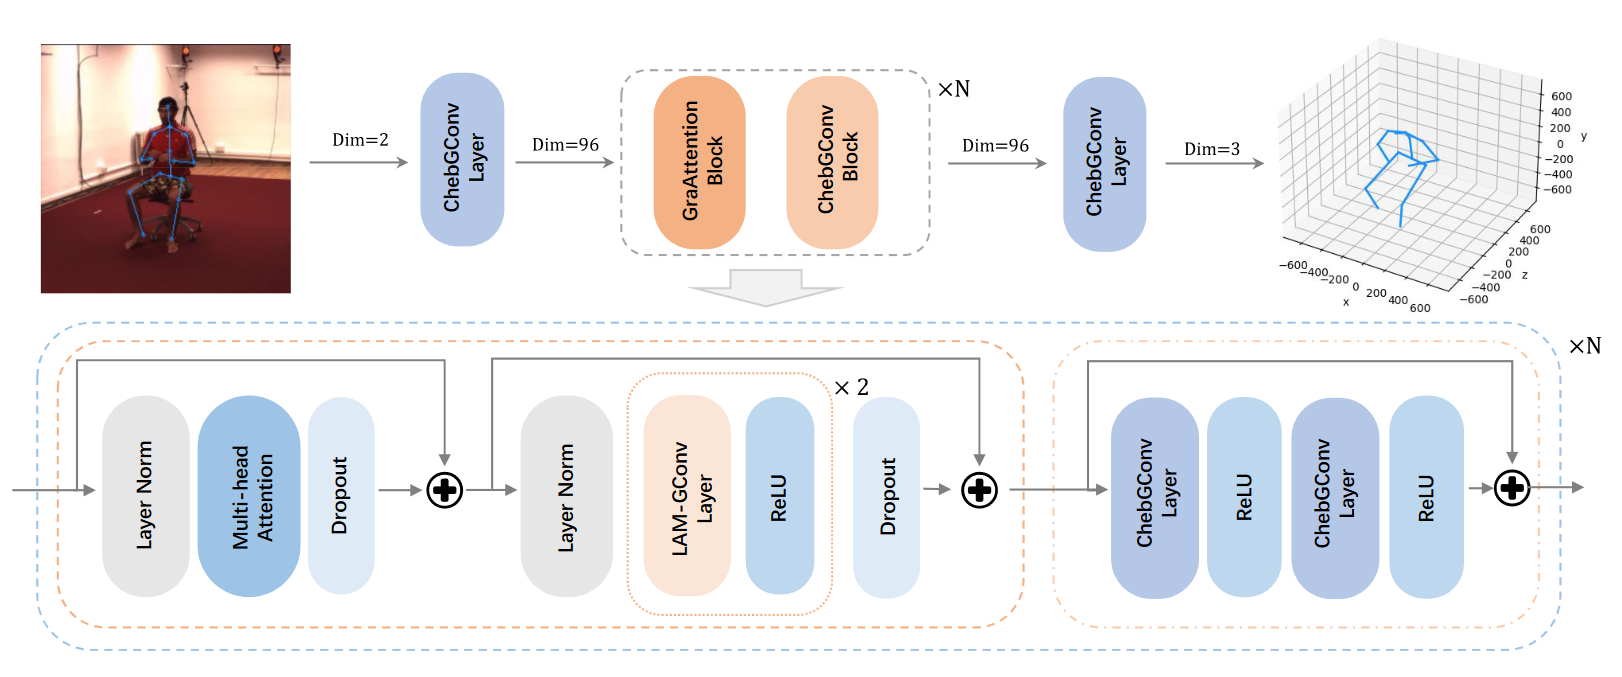 Dim=2
ChebGConv
Layer
Dim=96
GraAttention
Block
ChebGConv
Block
×N
Dim=96
ChebGConv
Layer
Dim=3
600
400
200
0
−200
−400
−600
y
600
400
200
0
−200
−400
−600
z
−600
−400
−200
0
200
400
600
x
×N
Layer Norm
Multi-head
Attention
Dropout
Layer Norm
LAM-GConv
Layer
ReLU
× 2
Dropout
ChebGConv
Layer
ReLU
ChebGConv
Layer
ReLU